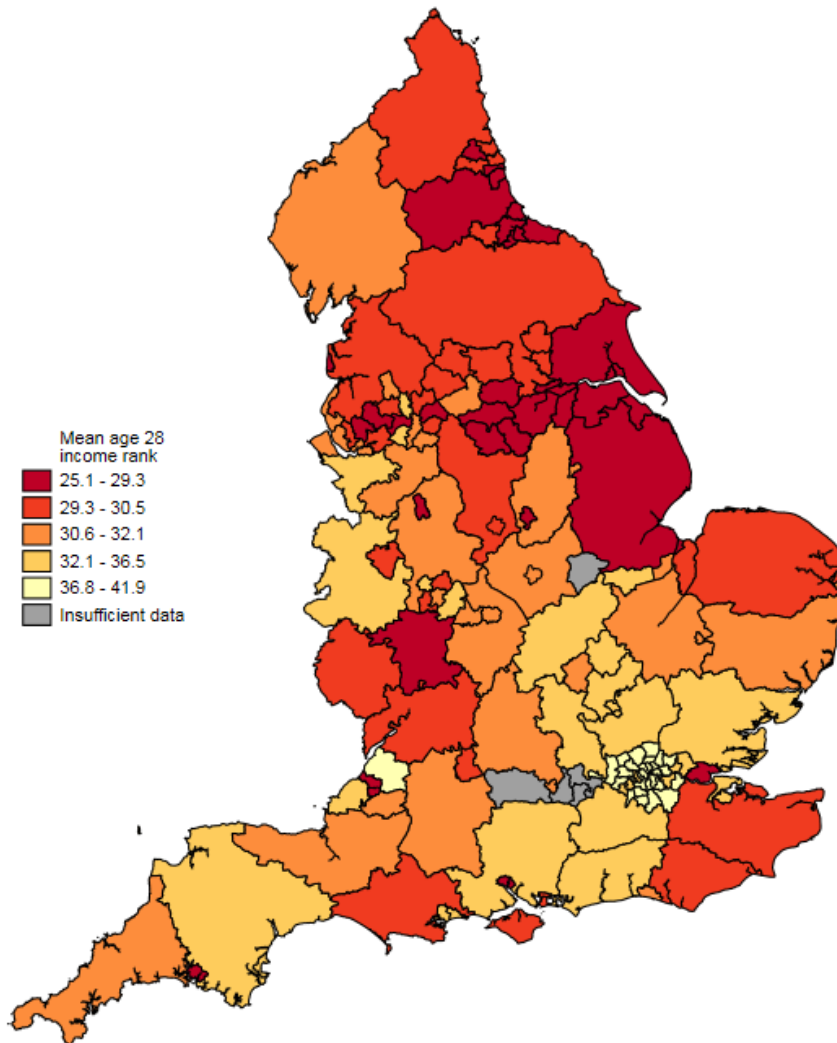 Mean age 28
income rank
25.1 - 29.3
29.3 - 30.5
30.6 - 32.1
32.1 - 36.5
36.8 - 41.9
Insufficient data